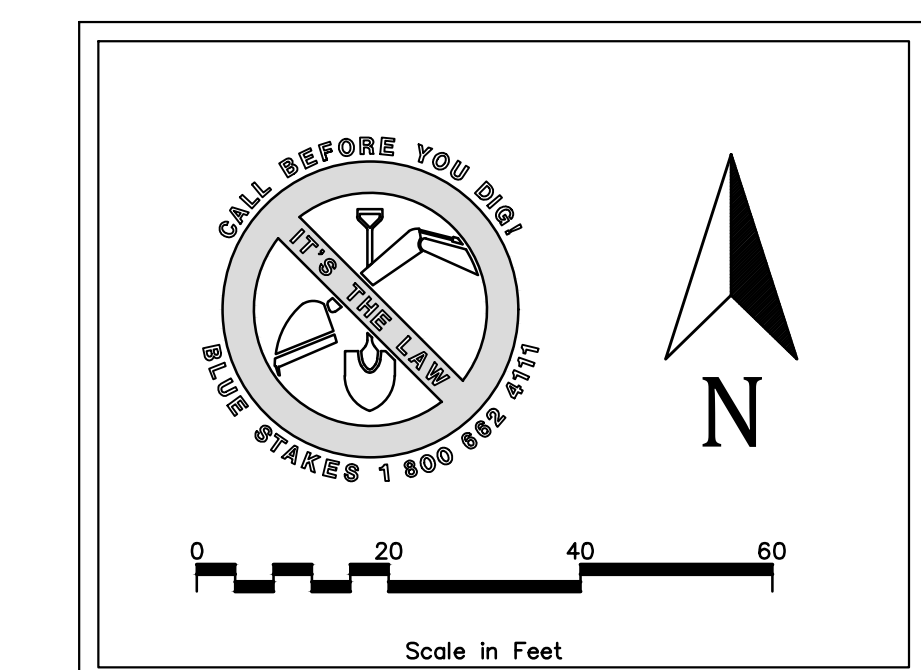 CALL BEFORE YOU DIG!
IT'S THE LAW
BLUE STAKES 1 800 662 4111
N
0 20 40 60
Scale in Feet